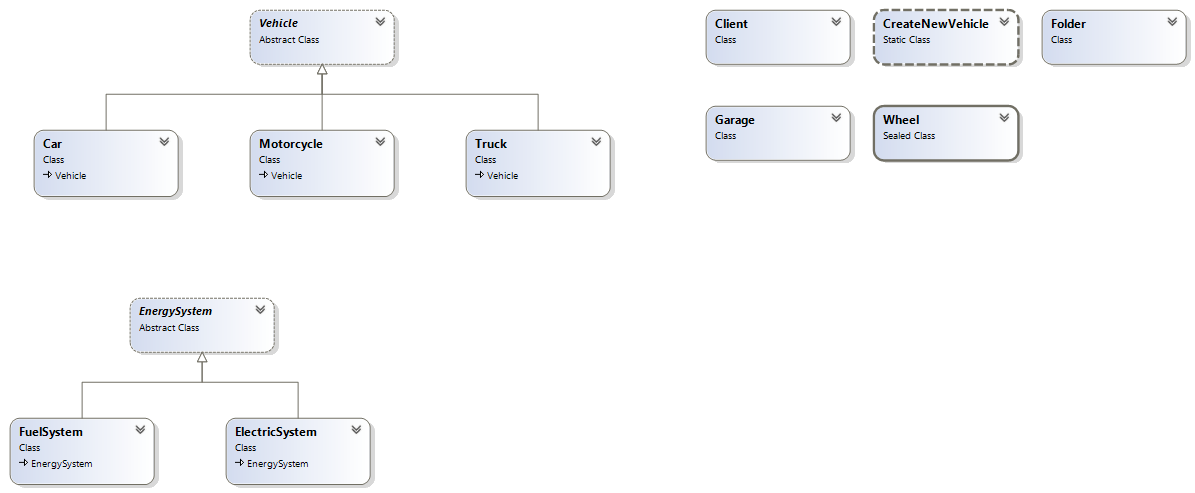 Vehicle
Abstract Class
Car
Class
Vehicle
Motorcycle
Class
Vehicle
Truck
Class
Vehicle
EnergySystem
Abstract Class
FuelSystem
Class
EnergySystem
ElectricSystem
Class
EnergySystem
Client
Class
CreateNewVehicle
Static Class
Folder
Class
Garage
Class
Wheel
Sealed Class